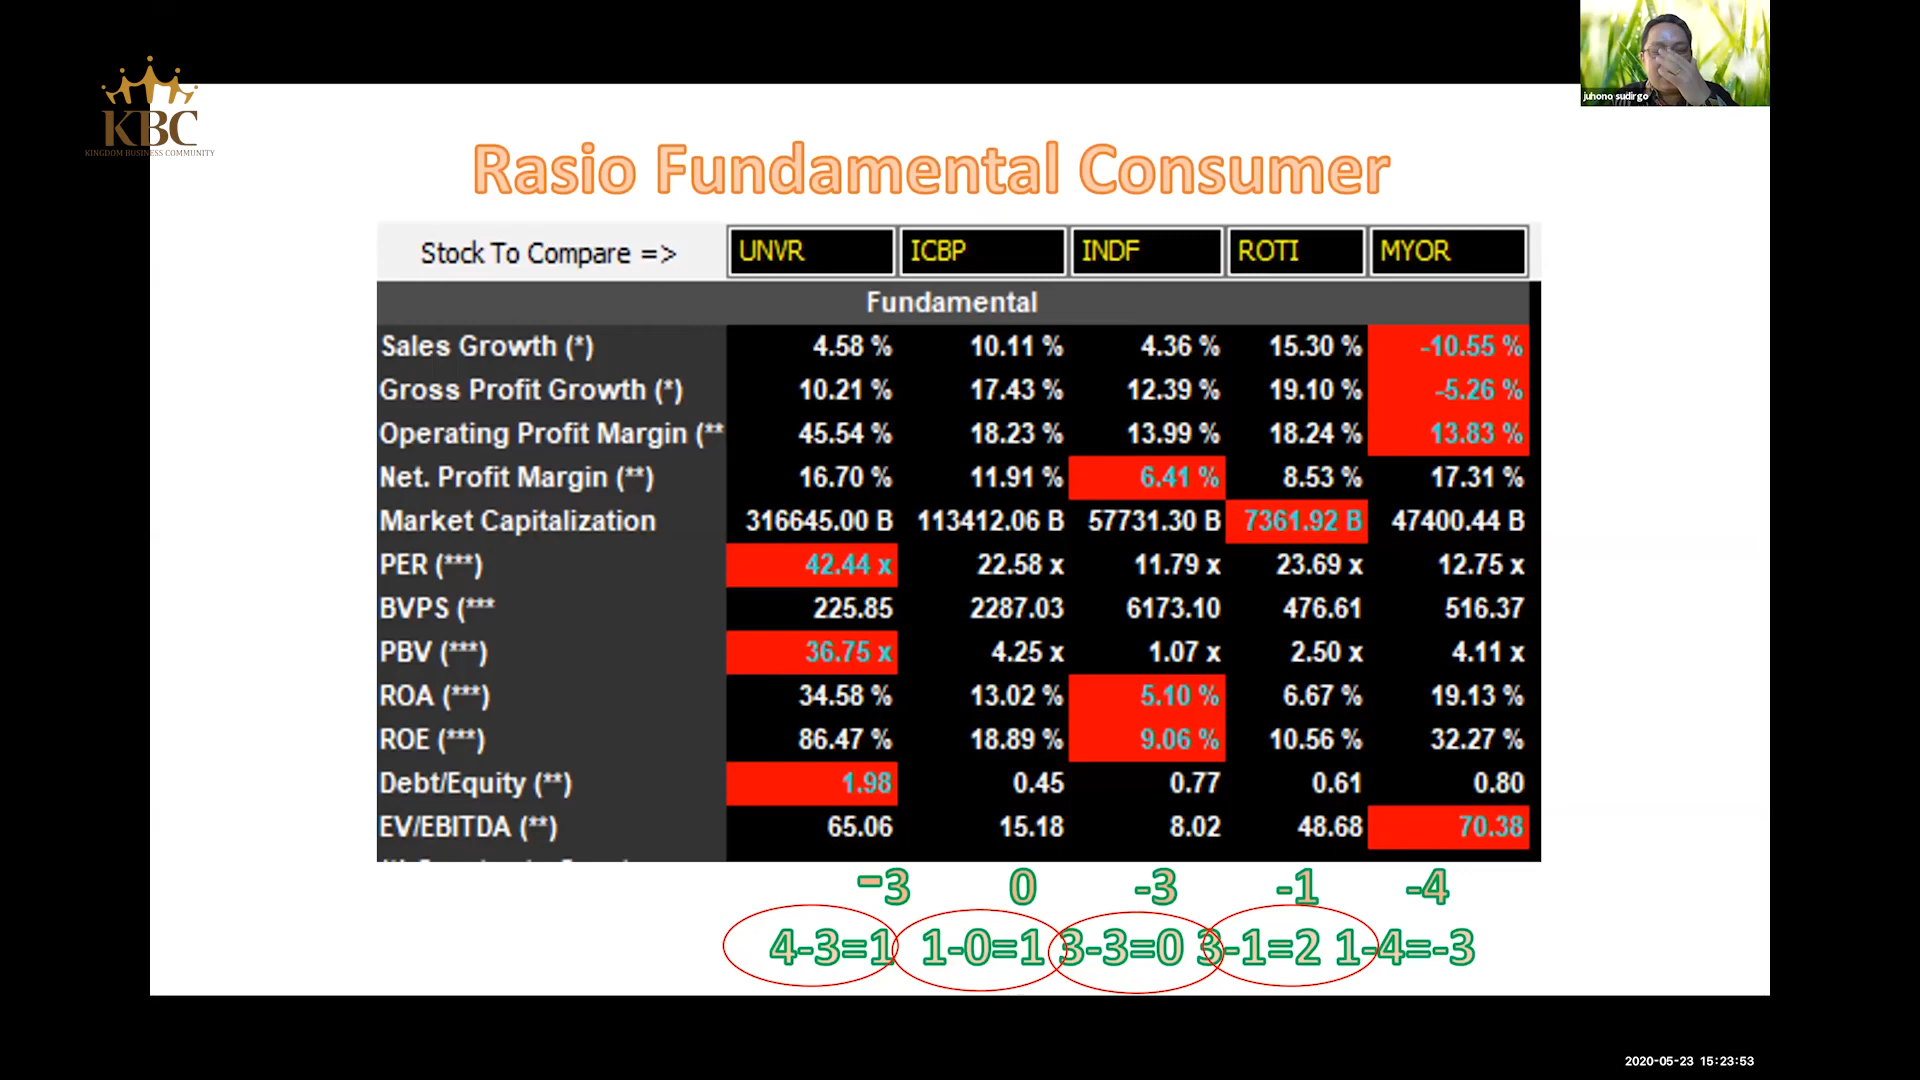 juhono sudirgo
KBC
KINGDOM BUSINESS COMMUNITY
Rasio Fundamental Consumer
Stock To Compare => UNVR ICBP INDF ROTI MYOR
Fundamental
Sales Growth (*) 4.58 % 10.11 % 4.36 % 15.30 % -10.55 %
Gross Profit Growth (*) 10.21 % 17.43 % 12.39 % 19.10 % -5.26 %
Operating Profit Margin (** 45.54 % 18.23 % 13.99 % 18.24 % 13.83 %
Net. Profit Margin (**) 16.70 % 11.91 % 6.41 % 8.53 % 17.31 %
Market Capitalization 316645.00 B 113412.06 B 57731.30 B 7361.92 B 47400.44 B
PER (***) 42.44 x 22.58 x 11.79 x 23.69 x 12.75 x
BVPS (*** 225.85 2287.03 6173.10 476.61 516.37
PBV (***) 36.75 x 4.25 x 1.07 x 2.50 x 4.11 x
ROA (***) 34.58 % 13.02 % 5.10 % 6.67 % 19.13 %
ROE (***) 86.47 % 18.89 % 9.06 % 10.56 % 32.27 %
Debt/Equity (**) 1.98 0.45 0.77 0.61 0.80
EV/EBITDA (**) 65.06 15.18 8.02 48.68 70.38
-3 0 -3 -1 -4
4-3=1 1-0=1 3-3=0 3-1=2 1-4=-3
2020-05-23 15:23:53